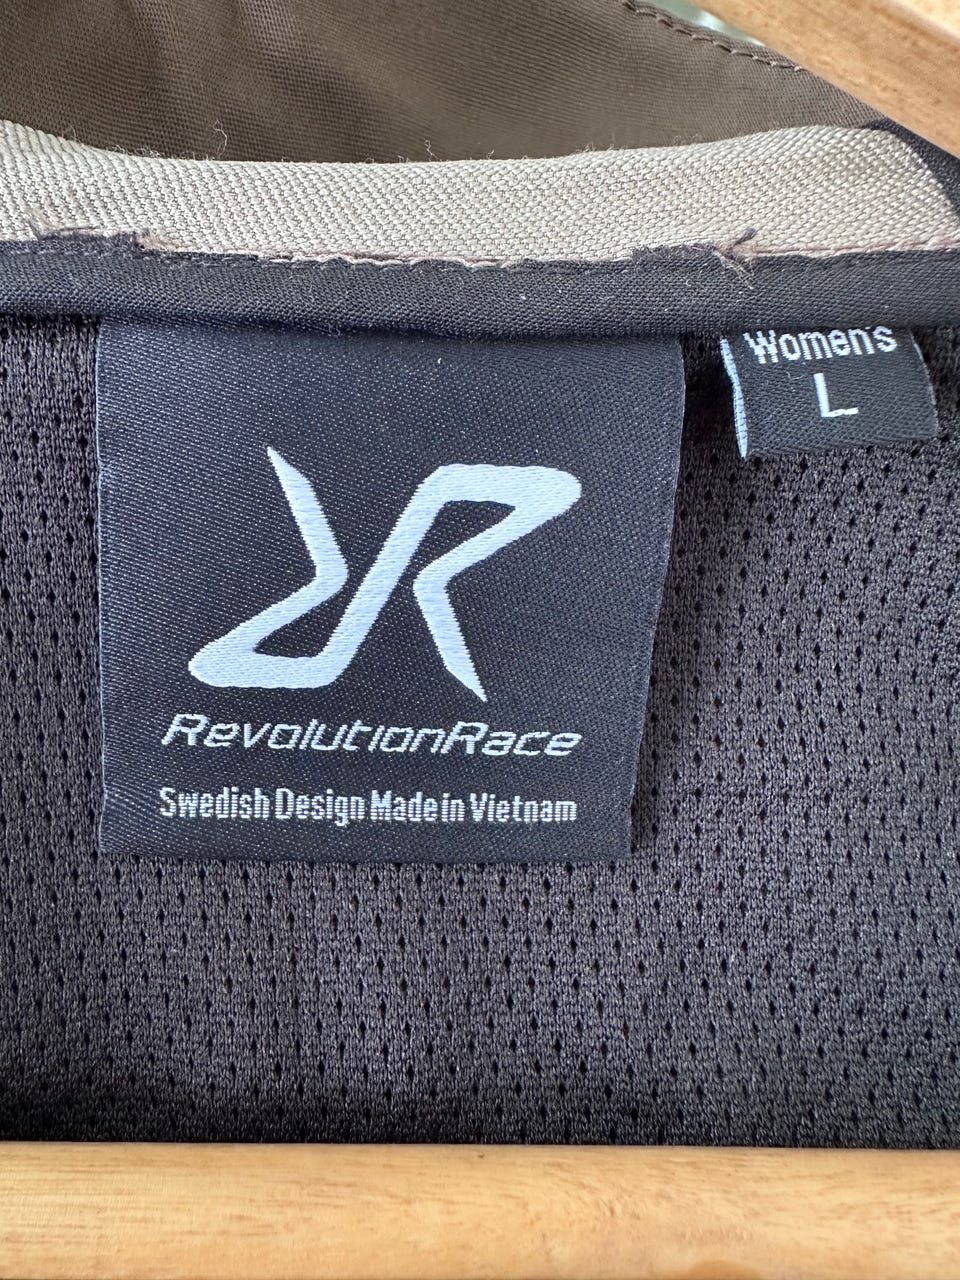 Women's
L
RevolutionRace
Swedish Design Made in Vietnam